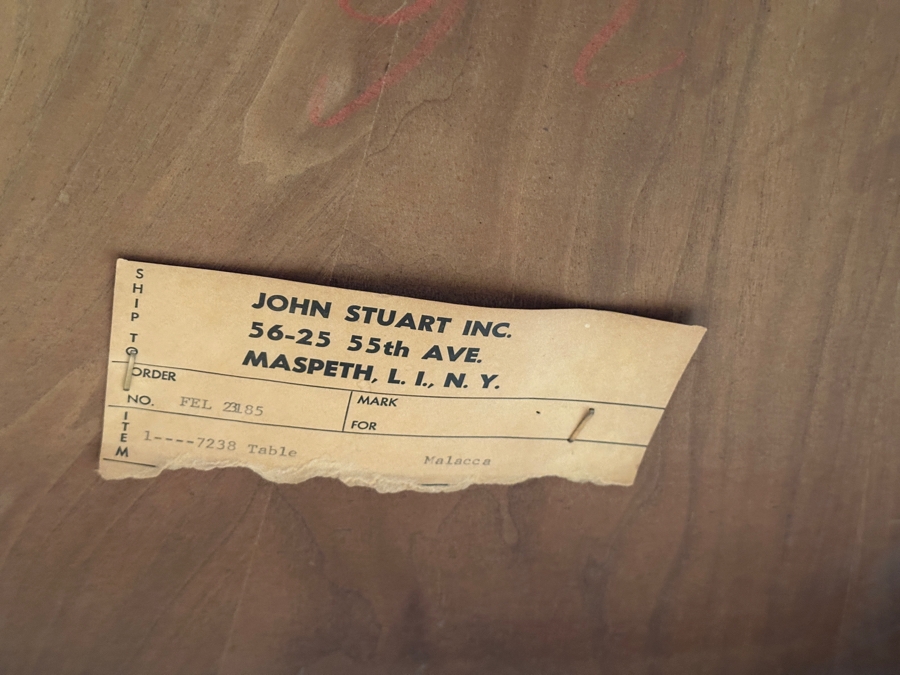 SHIP TO
JOHN STUART INC.
56-25 55th AVE.
MASPETH, L. I., N. Y.
ORDER NO. FEL 23185
MARK FOR
ITEM
1----7238 Table Malacca